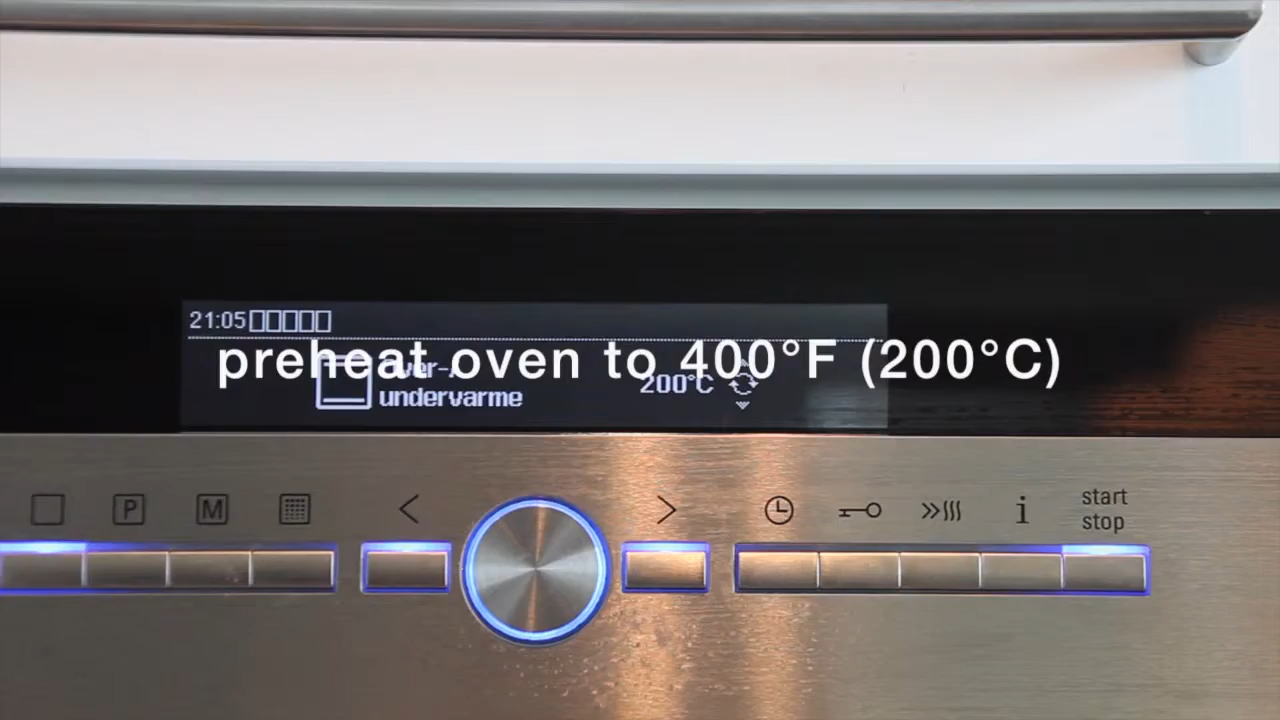 21:05
preheat oven to 400°F (200°C)
undervarme
200°C
P
M
i
start
stop